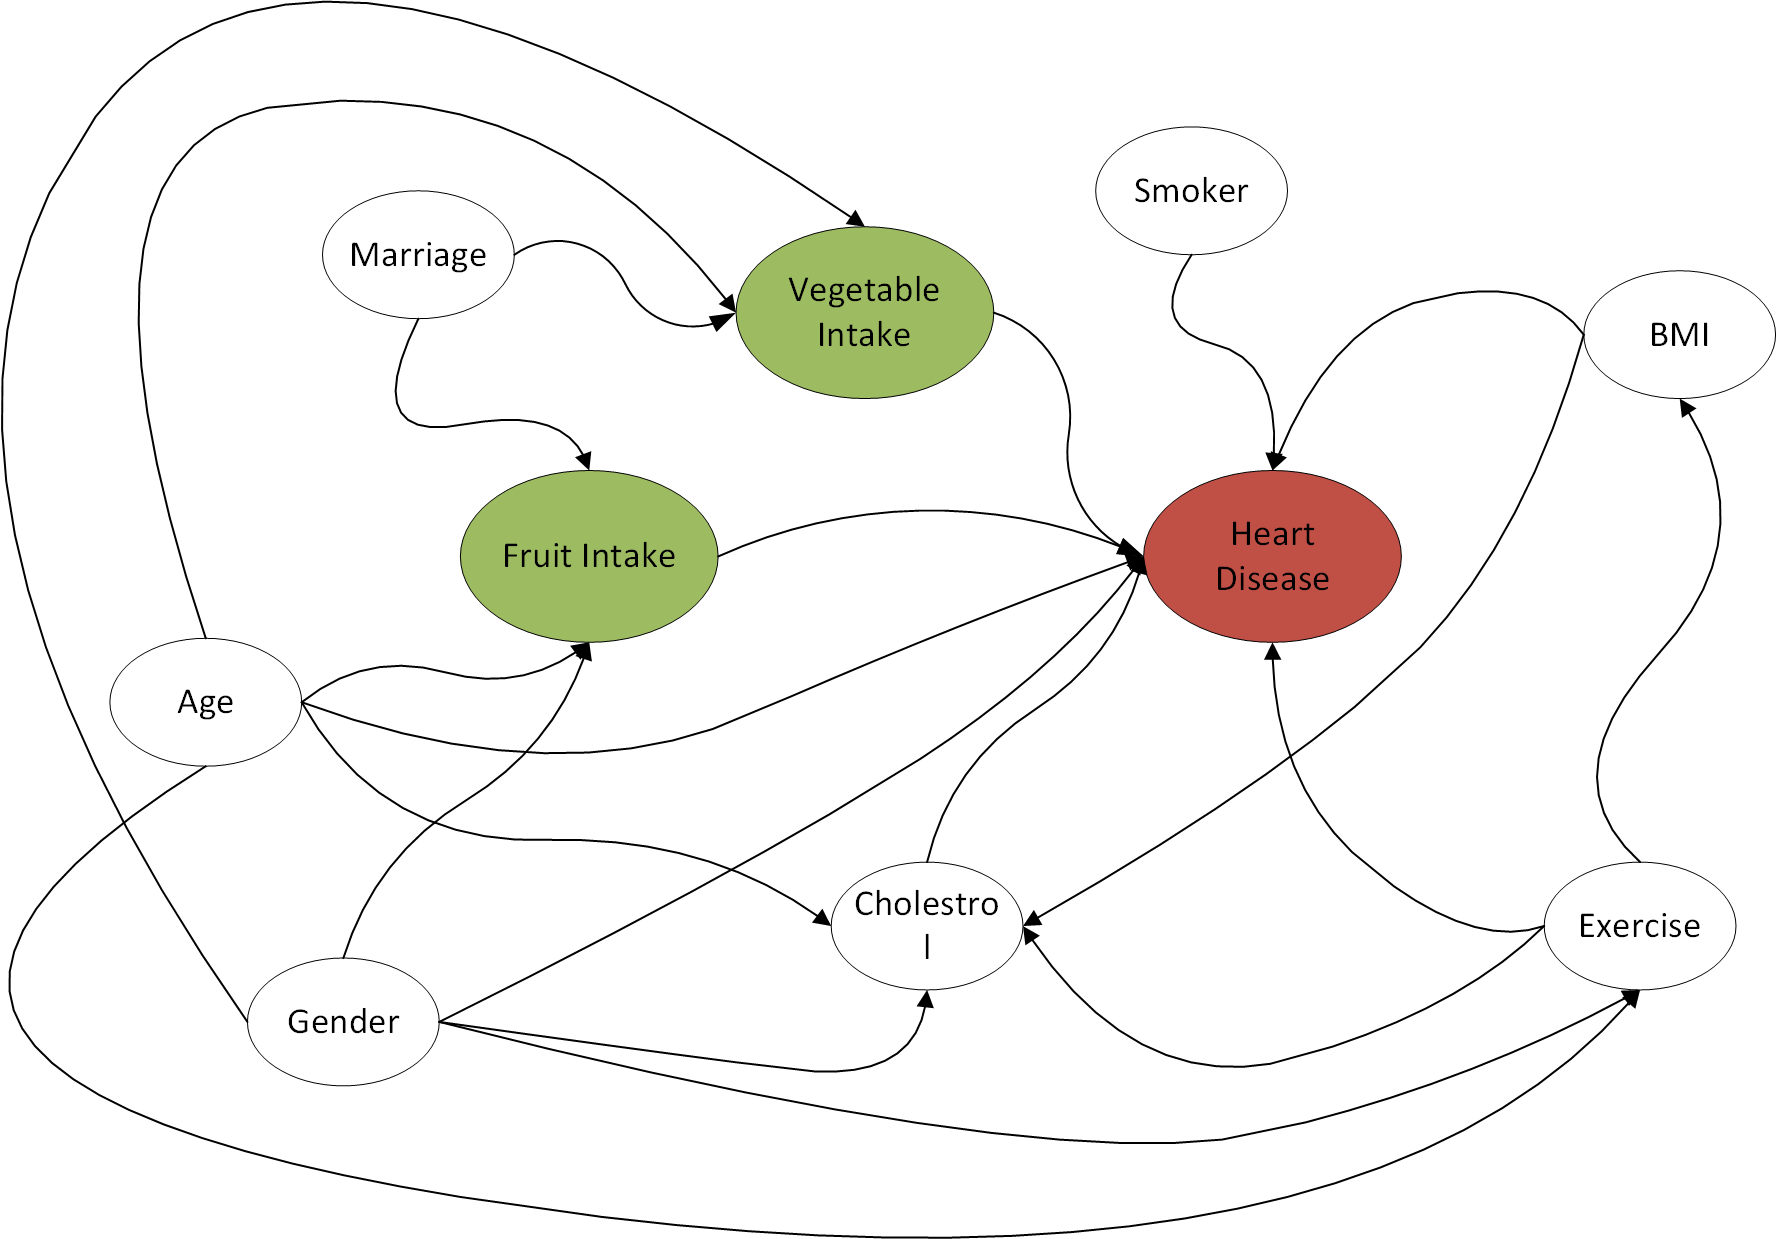 Smoker
Marriage
Vegetable
Intake
BMI
Heart
Disease
Fruit Intake
Age
Cholestro
l
Exercise
Gender